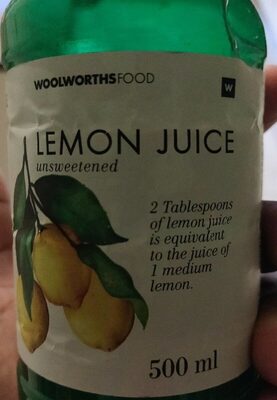 WOOLWORTHSFOOD
W
LEMON JUICE
unsweetened
2 Tablespoons
of lemon juice
is equivalent
to the juice of
1 medium
lemon.
500 ml